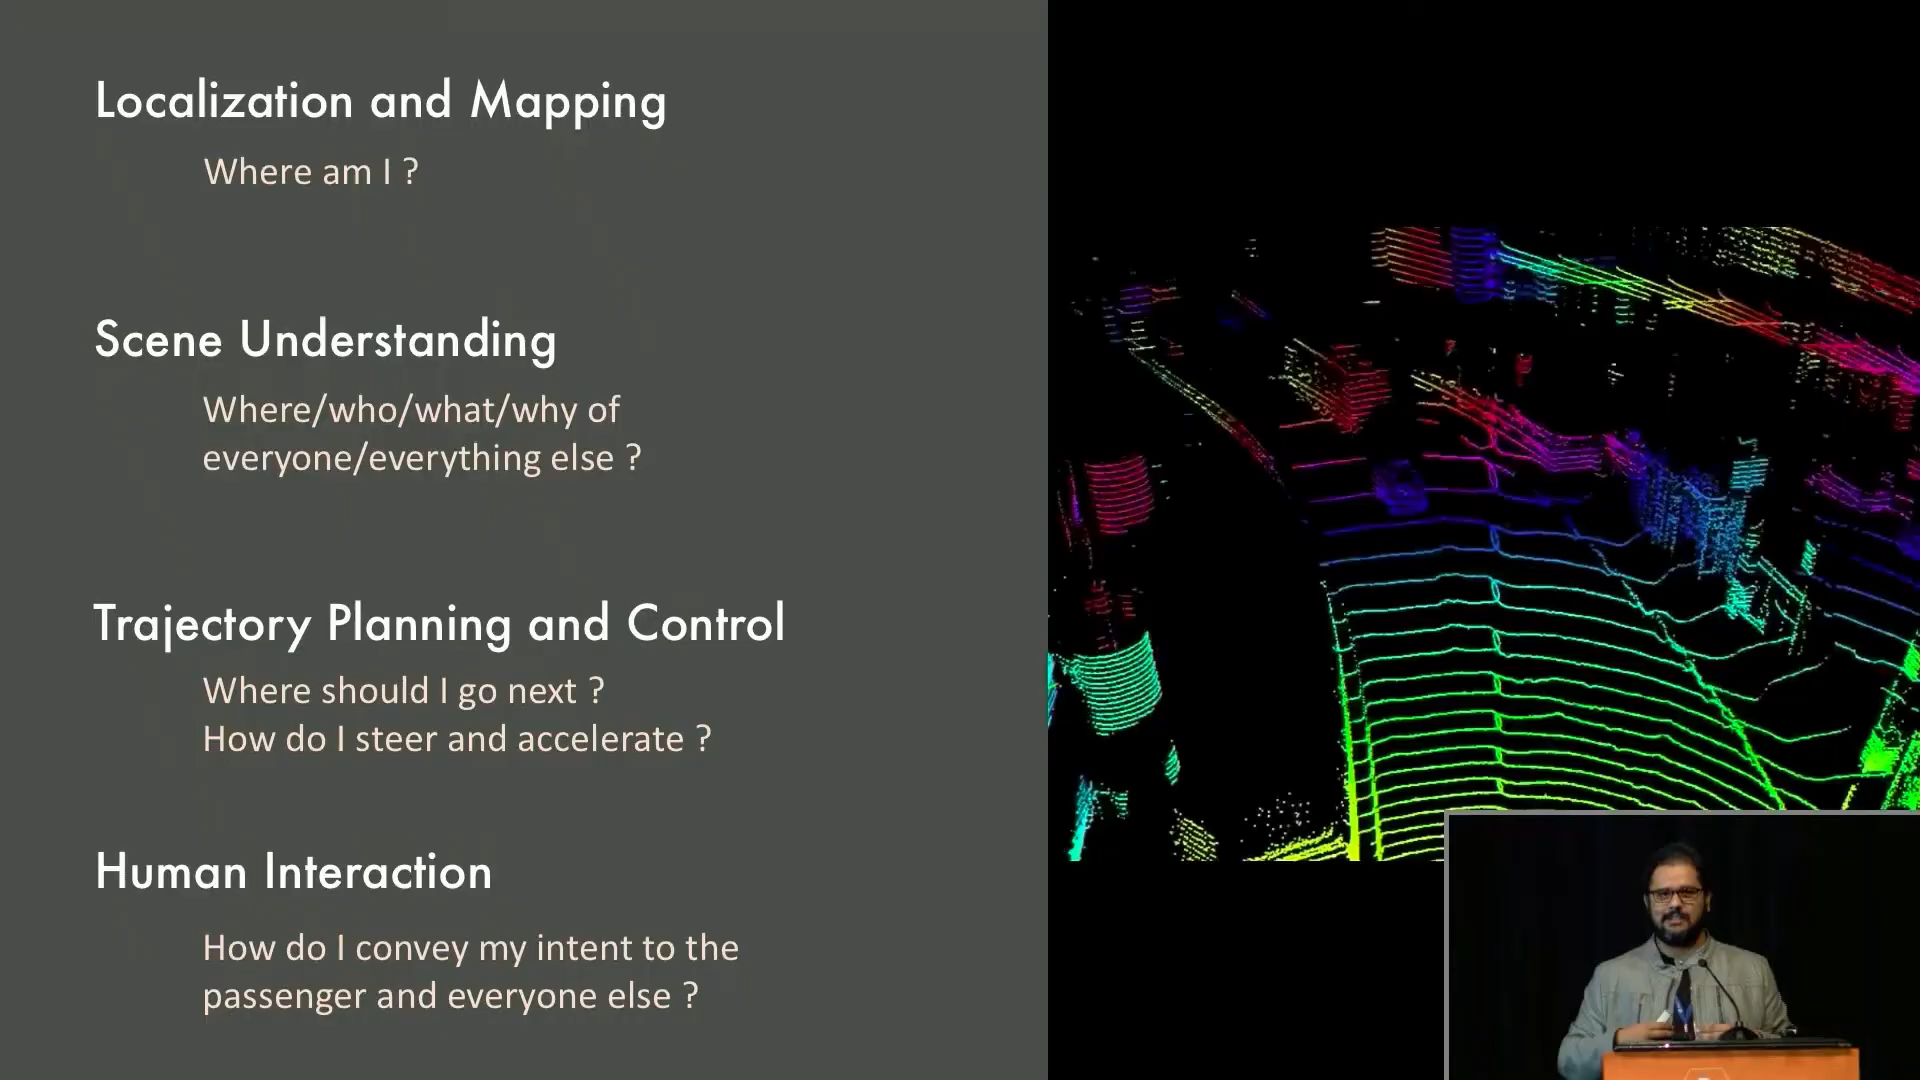 Localization and Mapping
Where am I ?
Scene Understanding
Where/who/what/why of
everyone/everything else ?
Trajectory Planning and Control
Where should I go next ?
How do I steer and accelerate ?
Human Interaction
How do I convey my intent to the
passenger and everyone else ?